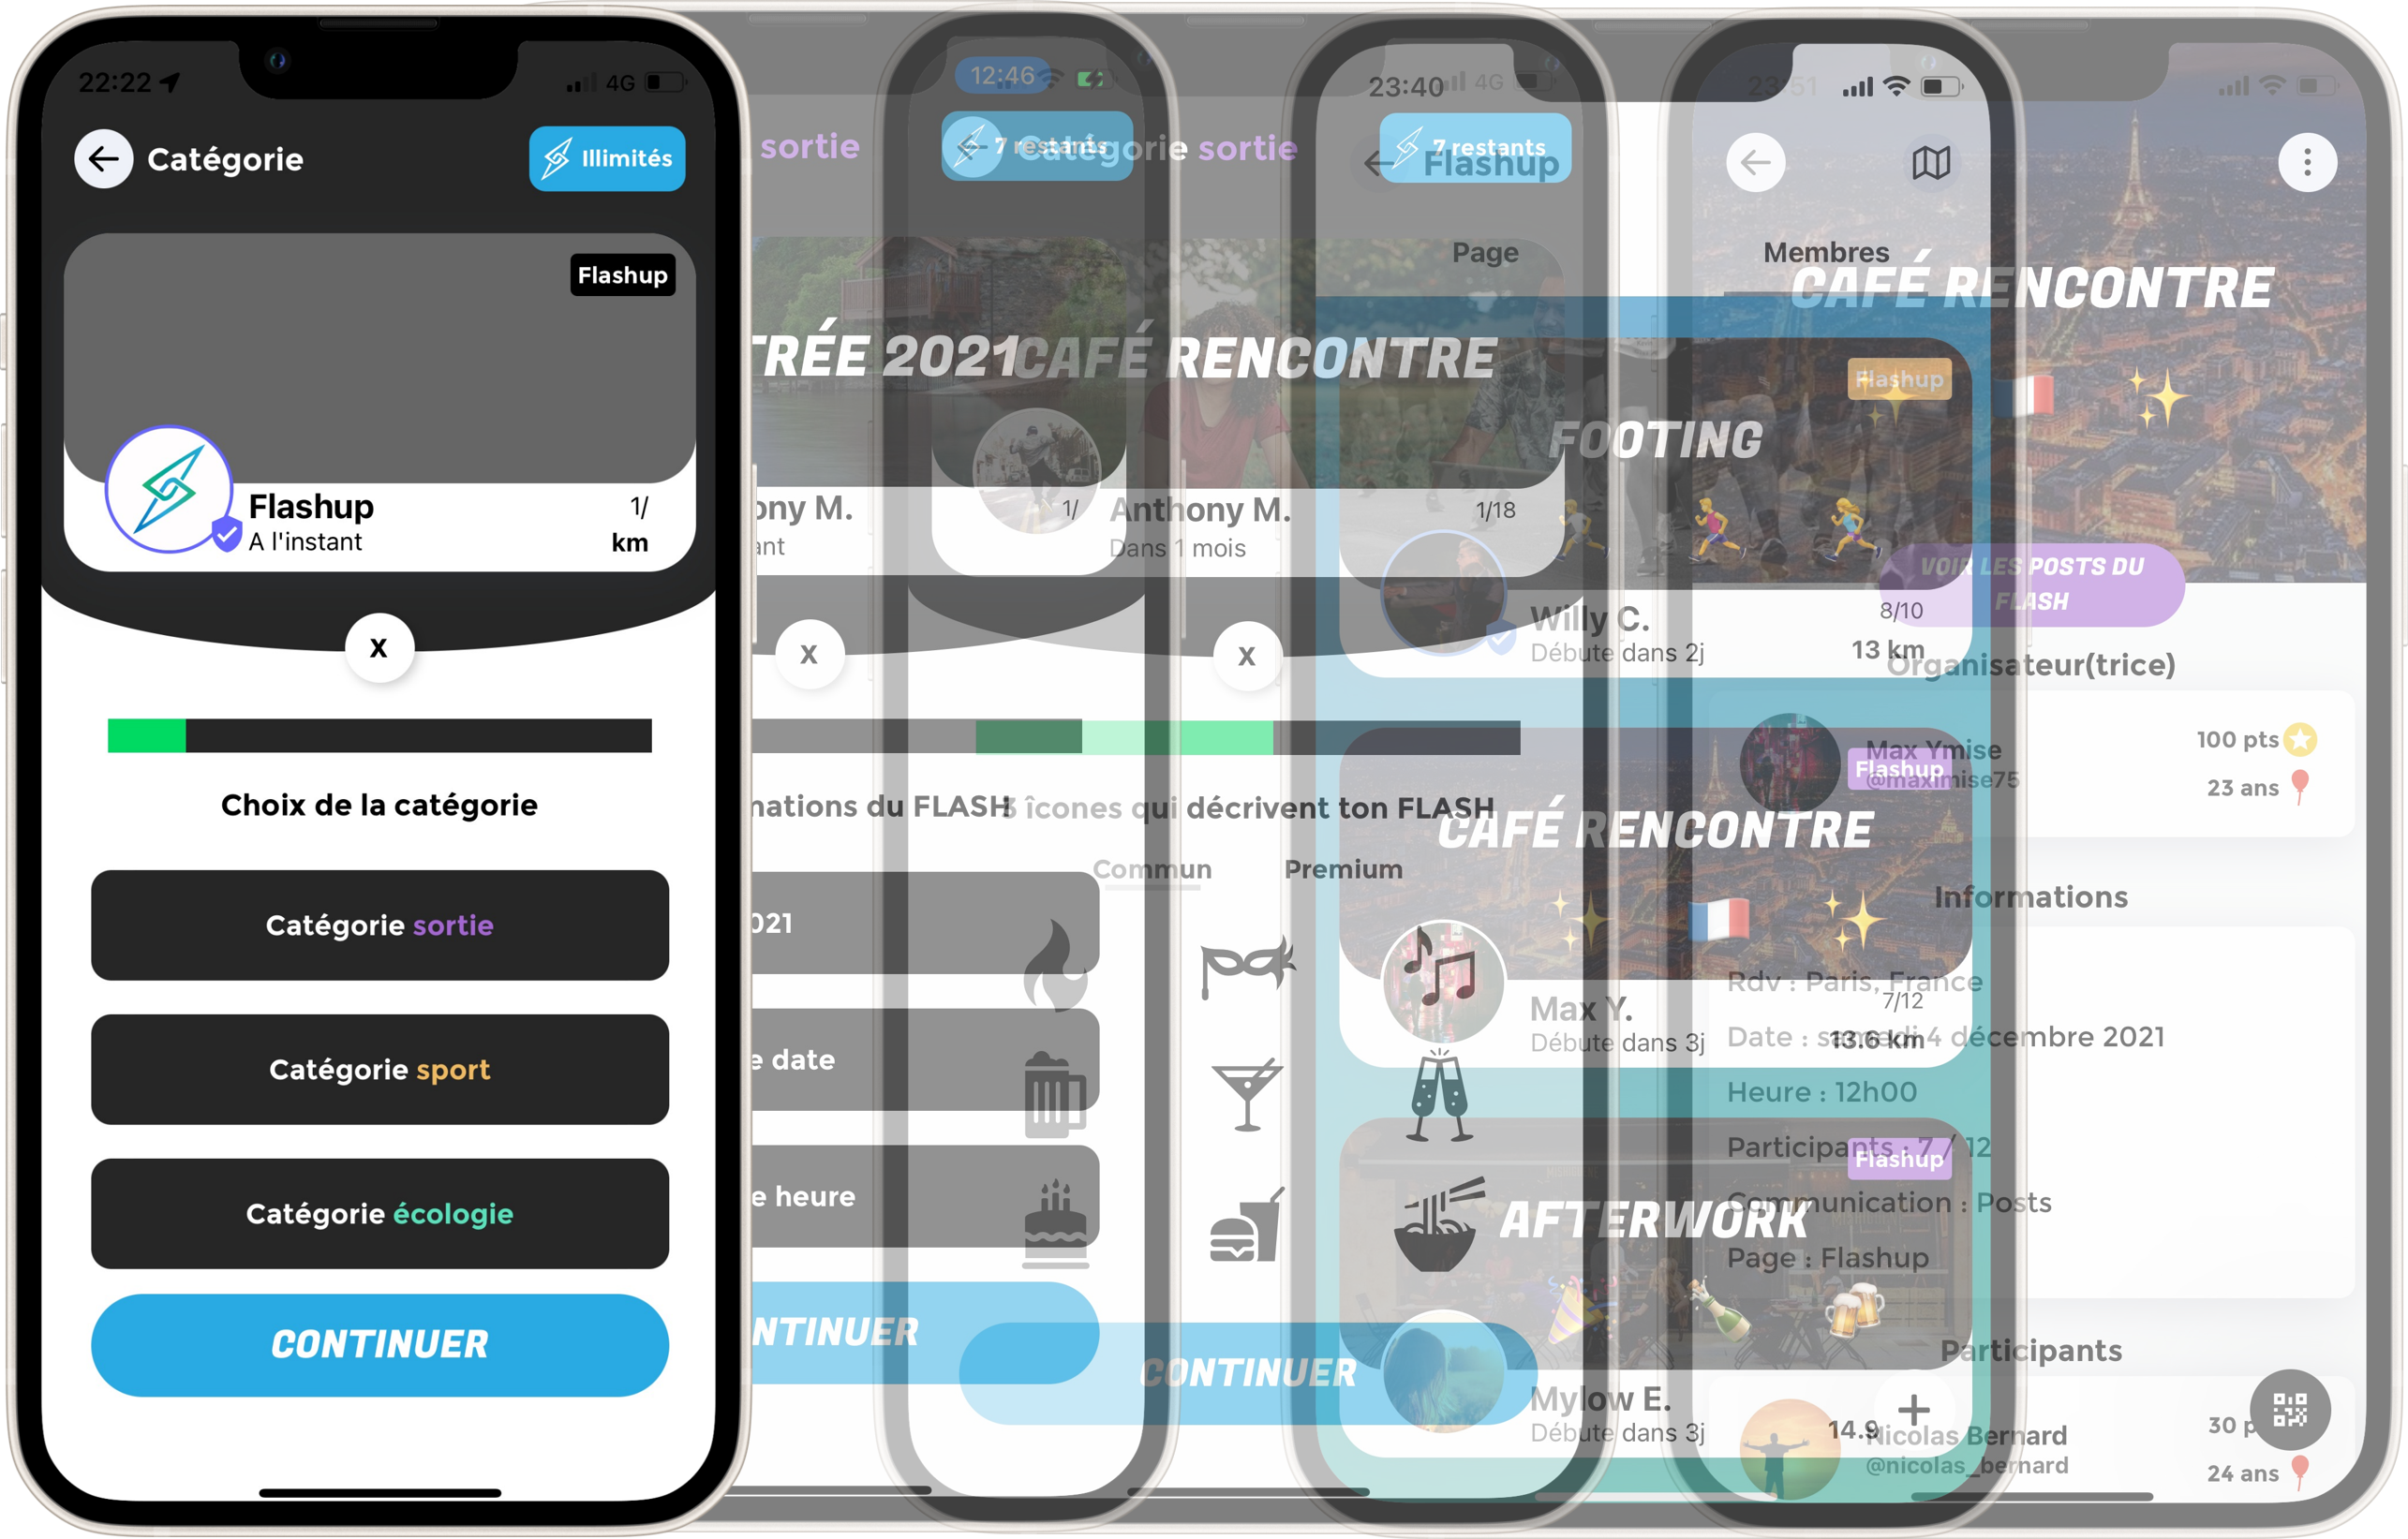 22:22
4G
Catégorie
Illimités
Flashup
Flashup
1/
A l'instant
km
X
Choix de la catégorie
Catégorie sortie
Catégorie sport
Catégorie écologie
CONTINUER
sortie
TRÉE 2021
ony M.
ant
X
mations du FLASH
021
e date
e heure
NTINUER
12:46
7 restants
1/
Catégorie sortie
CAFÉ RENCONTRE
Anthony M.
1/18
Dans 1 mois
X
3 îcones qui décrivent ton FLASH
Commun
Premium
CONTINUER
4G
7 restants
23:40
Flashup
Page
Membres
Flashup
FOOTING
Willy C.
8/10
Débute dans 2j
13 km
Flashup
CAFÉ RENCONTRE
Max Y.
7/12
Débute dans 3j
13.6 km
Flashup
AFTERWORK
Mylow E.
Débute dans 3j
14.9
23:51
CAFÉ RENCONTRE
VOIR LES POSTS DU
FLASH
Organisateur(trice)
Max Ymise
100 pts
@maximise75
23 ans
Informations
Rdv : Paris, France
Date : samedi 4 décembre 2021
Heure : 12h00
Participants : 7 / 12
Communication : Posts
Page : Flashup
Participants
Nicolas Bernard
30 p
@nicolas_bernard
24 ans